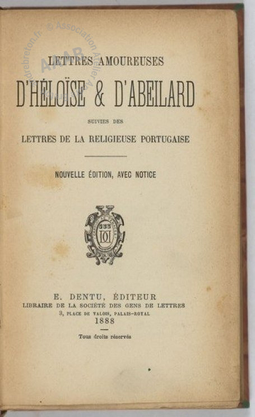 LETTRES AMOUREUSES
D'HÉLOÏSE & D'ABEILARD
SUIVIES DES
LETTRES DE LA RELIGIEUSE PORTUGAISE
NOUVELLE ÉDITION, AVEC NOTICE
E. DENTU, ÉDITEUR
LIBRAIRE DE LA SOCIÉTÉ DES GENS DE LETTRES
3, PLACE DE VALOIS, PALAIS-ROYAL
1888
Tous droits réservés